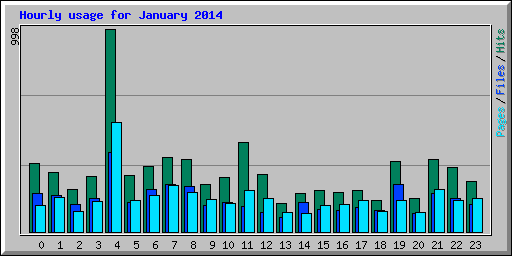 Hourly usage for January 2014
998
Pages / Files / Hits
0 1 2 3 4 5 6 7 8 9 10 11 12 13 14 15 16 17 18 19 20 21 22 23